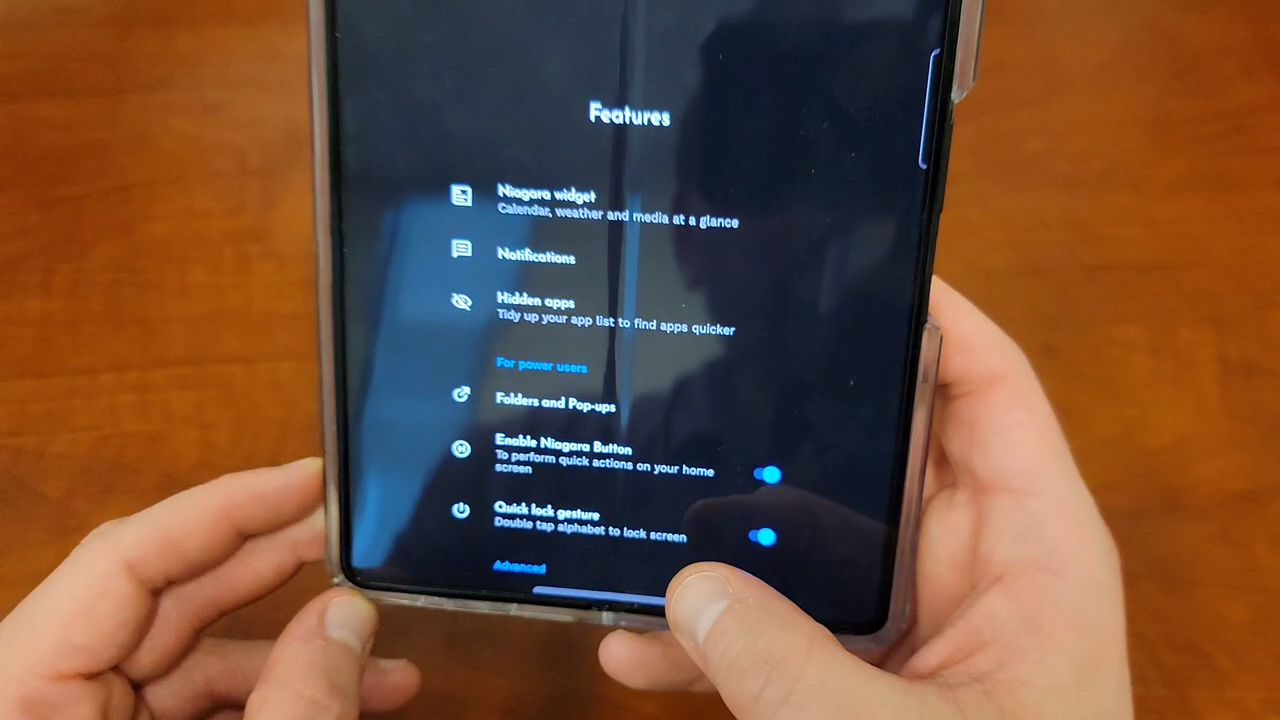 Features
Niagara widget
Calendar, weather and media at a glance
Notifications
Hidden apps
Tidy up your app list to find apps quicker
For power users
Folders and Pop-ups
Enable Niagara Button
To perform quick actions on your home
screen
Quick lock gesture
Double tap alphabet to lock screen
Advanced